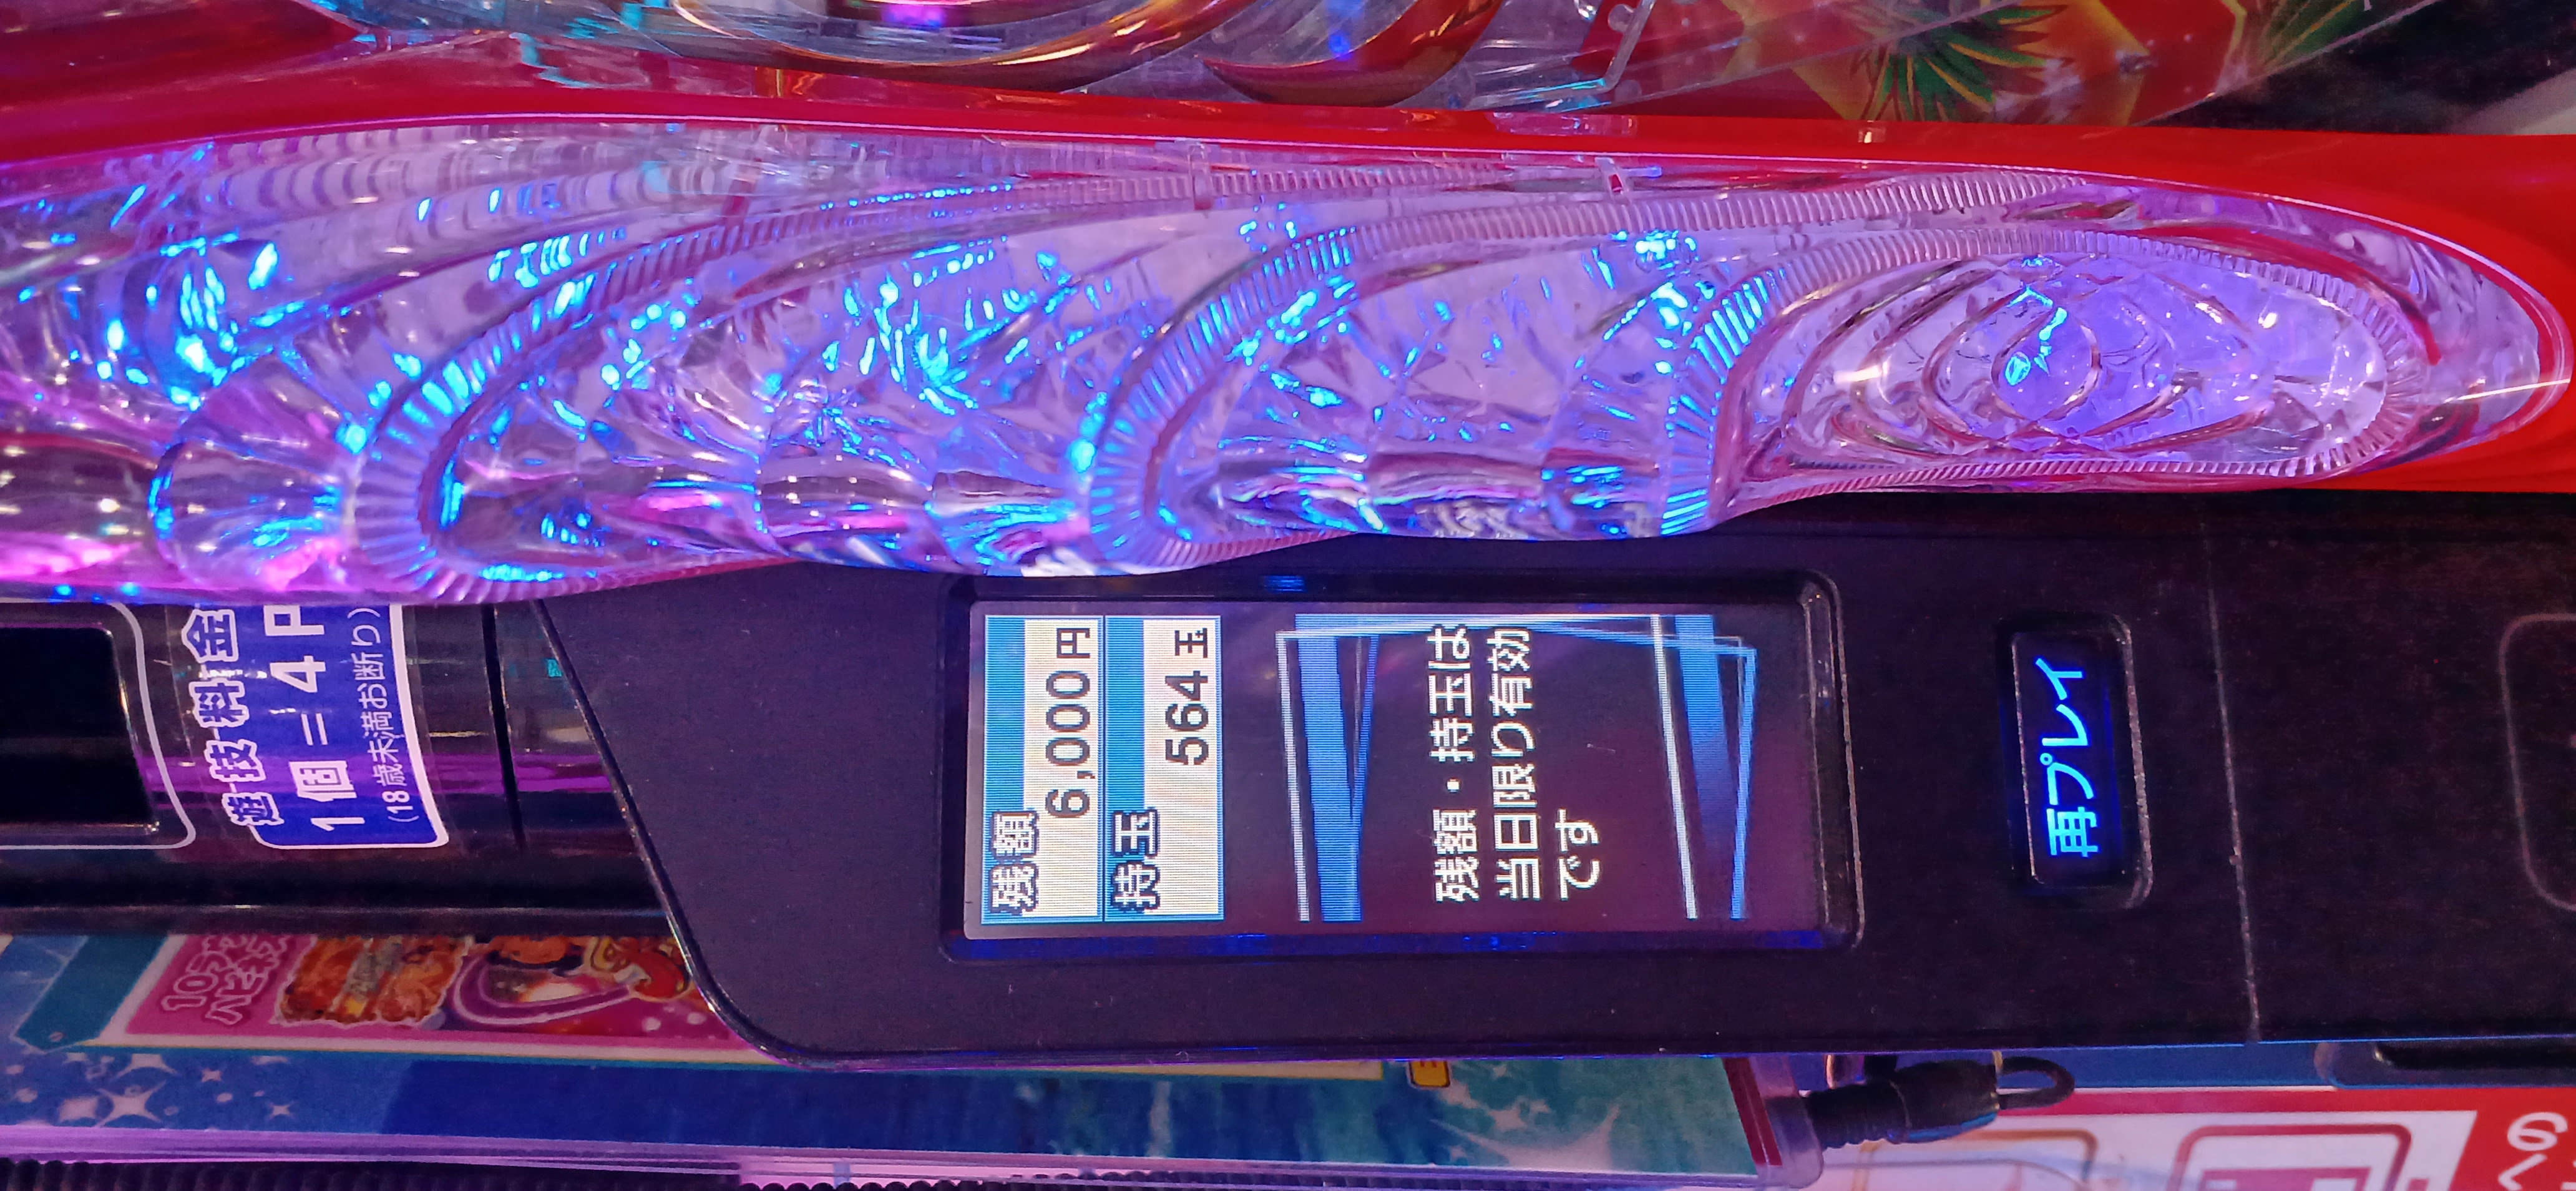 遊技料金
1個=4円
(18歳未満お断り)
残額
6,000円
持玉
564玉
残額・持玉は
当日限り有効
です
再プレイ